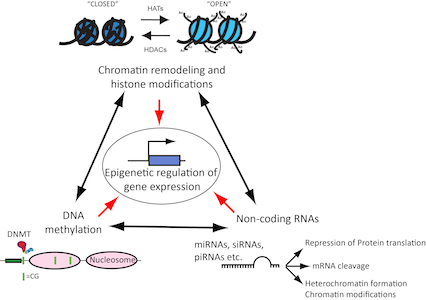 "CLOSED" HATs "OPEN"
HDACs
Chromatin remodeling and
histone modifications
Epigenetic regulation of
gene expression
DNA
methylation
Non-coding RNAs
DNMT
Nucleosome
=CG
miRNAs, siRNAs,
piRNAs etc.
Repression of Protein translation
mRNA cleavage
Heterochromatin formation
Chromatin modifications